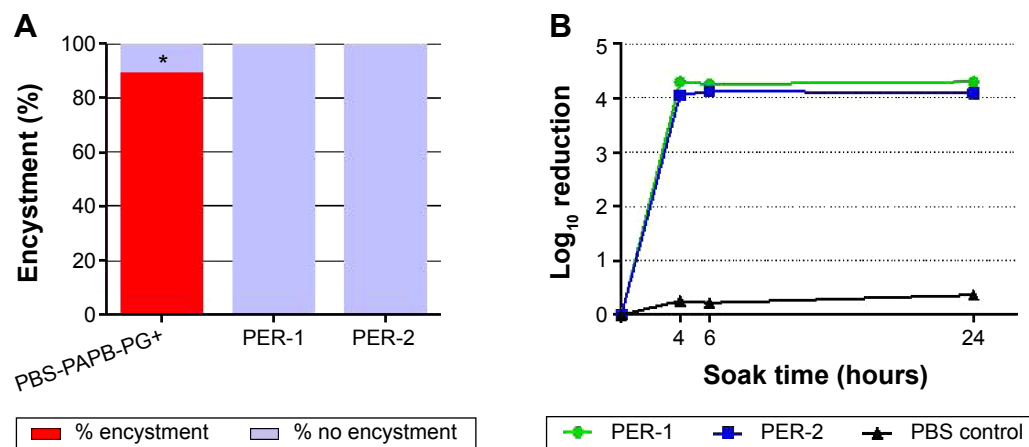 A
Encystment (%)
100
80
60
40
20
0
*
PBS-PAPB-PG+
PER-1
PER-2
% encystment
% no encystment
B
Log10 reduction
5
4
3
2
1
0
4
6
24
Soak time (hours)
PER-1
PER-2
PBS control